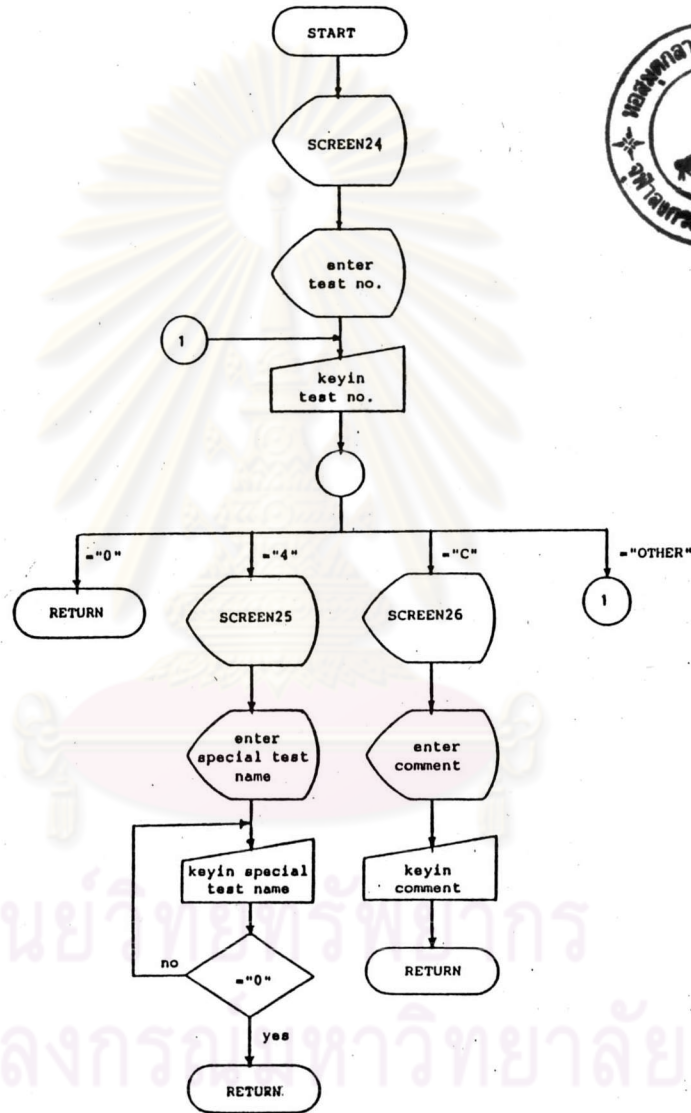 START
SCREEN24
enter
test no.
1
keyin
test no.
="0"
="4"
="C"
="OTHER"
RETURN
SCREEN25
SCREEN26
1
enter
special test
name
enter
comment
keyin special
test name
keyin
comment
no
="0"
RETURN
yes
RETURN